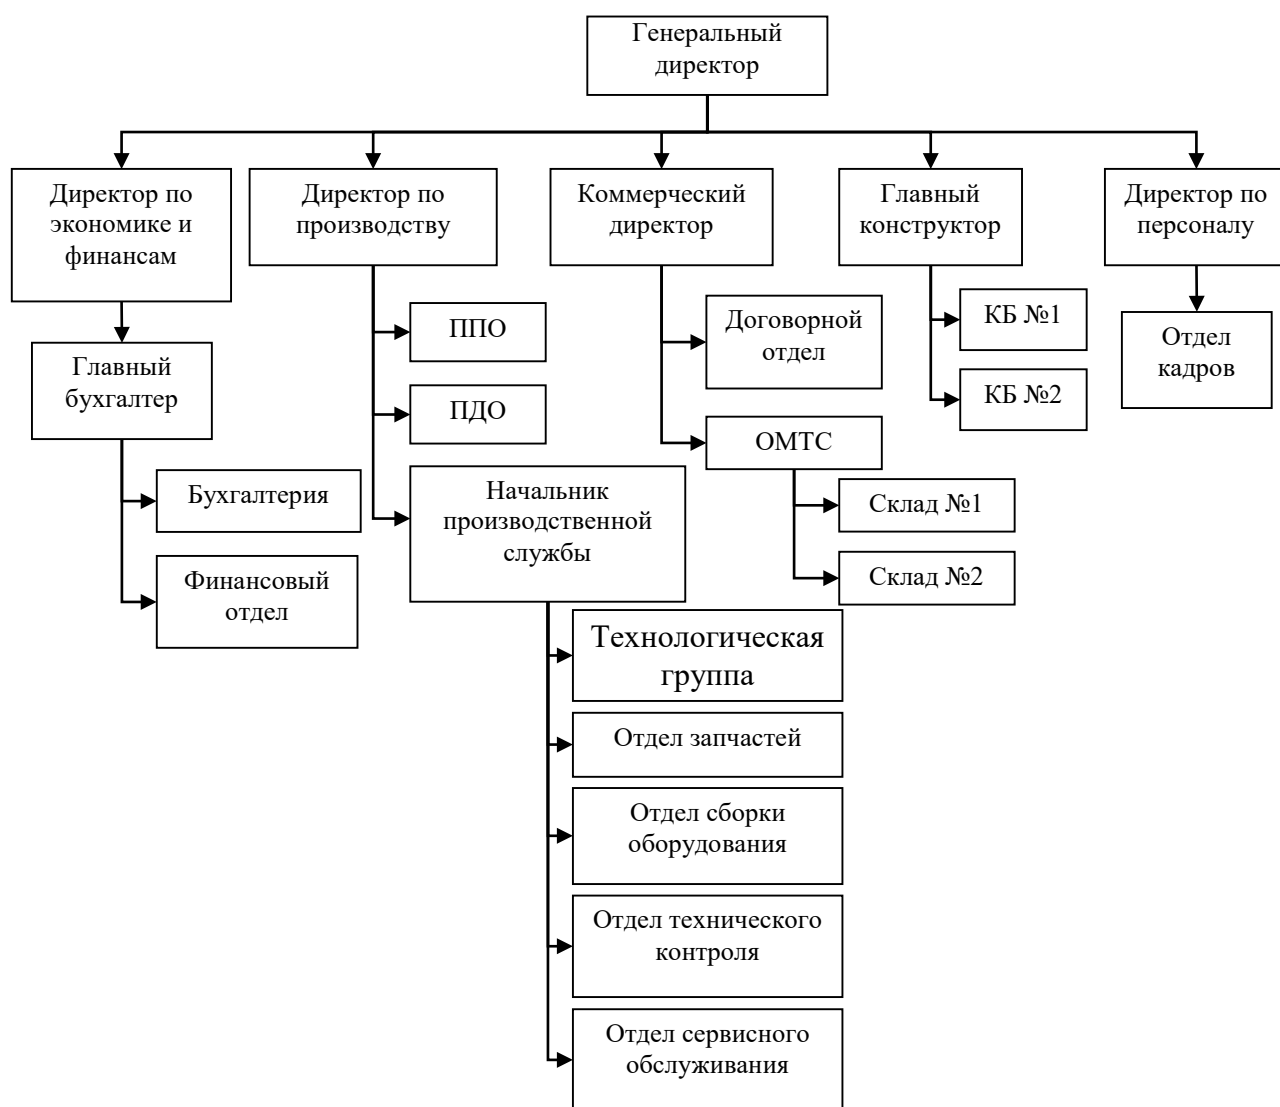 Генеральный
директор
Директор по
экономике и
финансам
Директор по
производству
Коммерческий
директор
Главный
конструктор
Директор по
персоналу
Главный
бухгалтер
Бухгалтерия
Финансовый
отдел
ППО
ПДО
Начальник
производственной
службы
Технологическая
группа
Отдел запчастей
Отдел сборки
оборудования
Отдел технического
контроля
Отдел сервисного
обслуживания
Договорной
отдел
ОМТС
Склад №1
Склад №2
КБ №1
КБ №2
Отдел
кадров